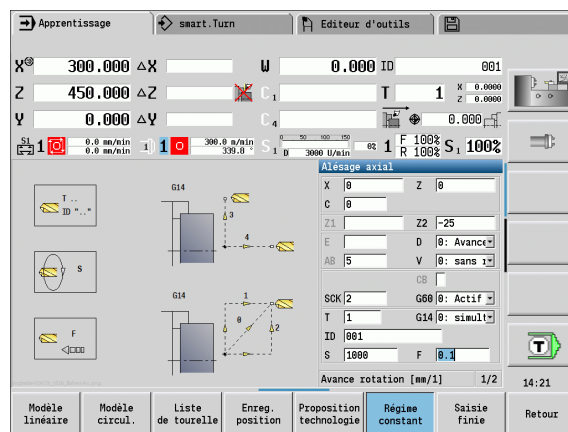 Apprentissage
smart.Turn
Editeur d'outils
X 300.000 △X W 0.000 ID 001
Z 450.000 △Z C1 T 1 X 0.0000
Z 0.0000
Y 0.000 △Y C4 0.000
S1 1 0.0 mm/min
0.0 mm/min
1 300.0 m/min
339.8 °
S1 0 50 100 150
D 3000 U/min 0%
1 F 100%
R 100%
S1 100%
T ..
ID ".."
S
F
G14
3
4
G14
1
0
2
Alésage axial
X 0 Z 0
C 0
Z1 Z2 -25
E D 0: Avance
AB 5 V 0: sans
CB
SCK 2 G60 0: Actif
T 1 G14 0: simult
ID 001
S 1000 F 0.1
Avance rotation [mm/1] 1/2
14:21
Modèle linéaire
Modèle circul.
Liste de tourelle
Enreg. position
Proposition technologie
Régime constant
Saisie finie
Retour